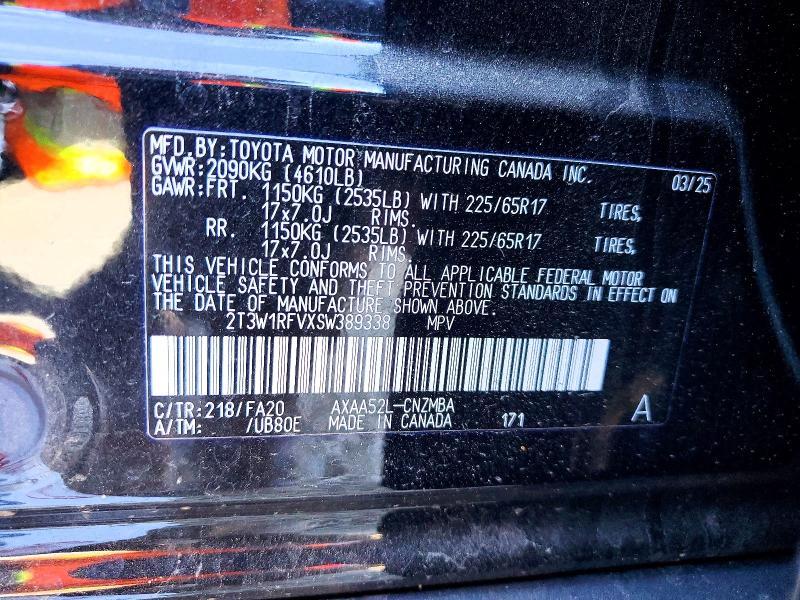 MFD.BY:TOYOTA MOTOR MANUFACTURING CANADA INC. 03/25
GVWR:2090KG (4610LB)
GAWR:FRT. 1150KG (2535LB) WITH 225/65R17 TIRES,
17x7.0J RIMS.
RR. 1150KG (2535LB) WITH 225/65R17 TIRES,
17x7.0J RIMS.
THIS VEHICLE CONFORMS TO ALL APPLICABLE FEDERAL MOTOR
VEHICLE SAFETY AND THEFT PREVENTION STANDARDS IN EFFECT ON
THE DATE OF MANUFACTURE SHOWN ABOVE.
2T3W1RFVXSW389338 MPV
C/TR:218/FA20 AXAA52L-CNZMBA A
A/TM: /UB80E MADE IN CANADA 171